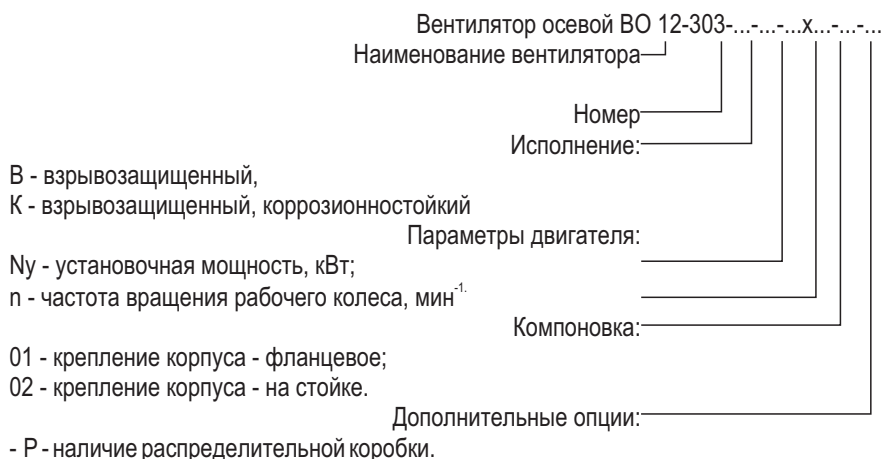 Вентилятор осевой ВО 12-303-...-...-...х...-...-...
Наименование вентилятора
Номер
Исполнение:
В - взрывозащищенный,
К - взрывозащищенный, коррозионностойкий
Параметры двигателя:
Nу - установочная мощность, кВт;
n - частота вращения рабочего колеса, мин⁻¹.
Компоновка:
01 - крепление корпуса - фланцевое;
02 - крепление корпуса - на стойке.
Дополнительные опции:
- Р - наличие распределительной коробки.